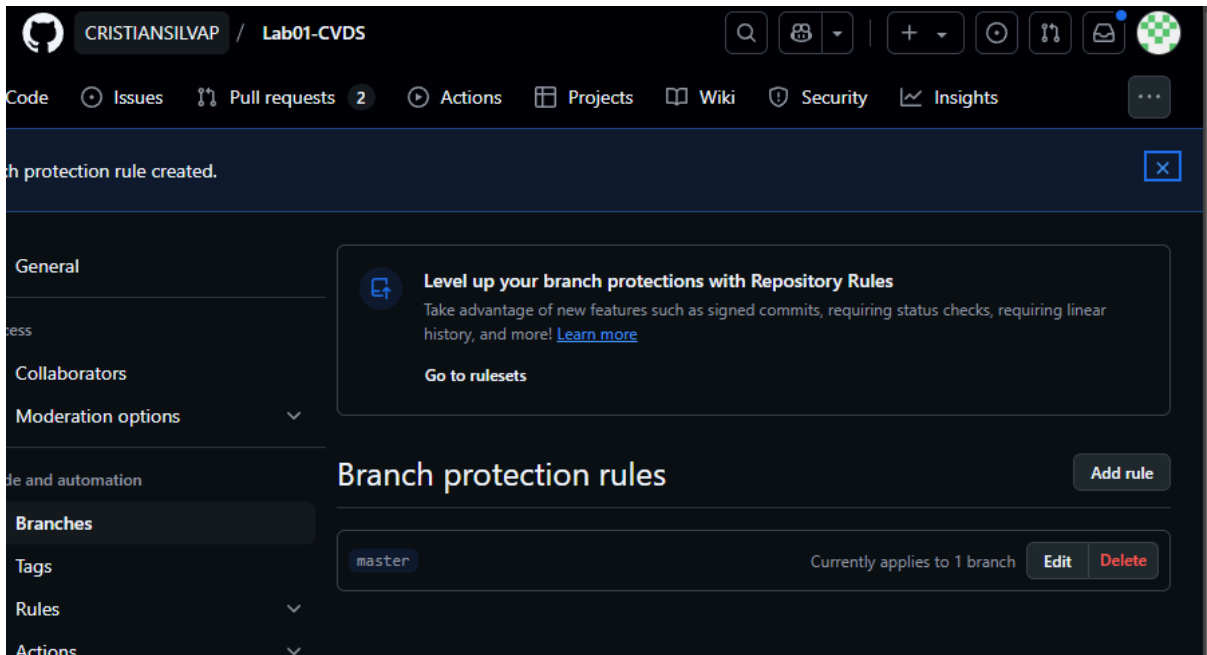 CRISTIANSILVAP / Lab01-CVDS
Code Issues Pull requests 2 Actions Projects Wiki Security Insights
protection rule created.
General
Collaborators
Moderation options
and automation
Branches
Tags
Rules
Actions
Level up your branch protections with Repository Rules
Take advantage of new features such as signed commits, requiring status checks, requiring linear
history, and more! Learn more
Go to rulesets
Branch protection rules
Add rule
master Currently applies to 1 branch Edit Delete